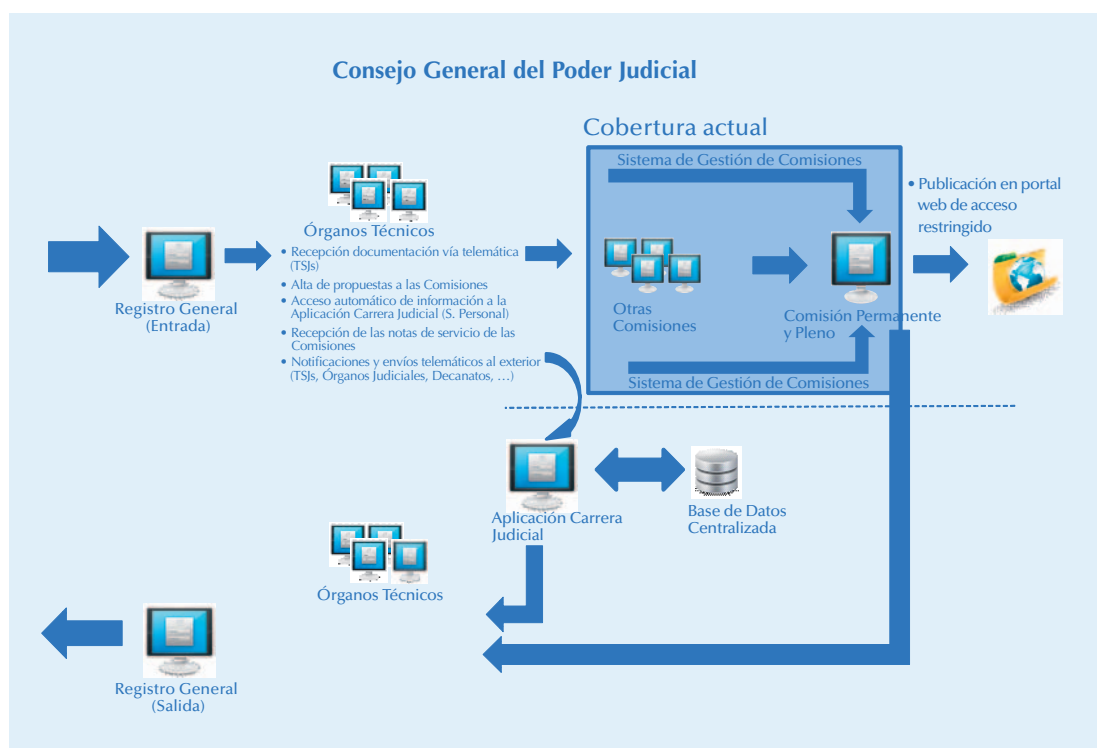 Consejo General del Poder Judicial
Cobertura actual
Sistema de Gestión de Comisiones
Órganos Técnicos
• Recepción documentación vía telemática
(TSJs)
• Alta de propuestas a las Comisiones
• Acceso automático de información a la
Aplicación Carrera Judicial (S. Personal)
• Recepción de las notas de servicio de las
Comisiones
• Notificaciones y envíos telemáticos al exterior
(TSJs, Órganos Judiciales, Decanatos, …)
Registro General
(Entrada)
Otras
Comisiones
Comisión Permanente
y Pleno
• Publicación en portal
web de acceso
restringido
Sistema de Gestión de Comisiones
Aplicación Carrera
Judicial
Base de Datos
Centralizada
Órganos Técnicos
Registro General
(Salida)